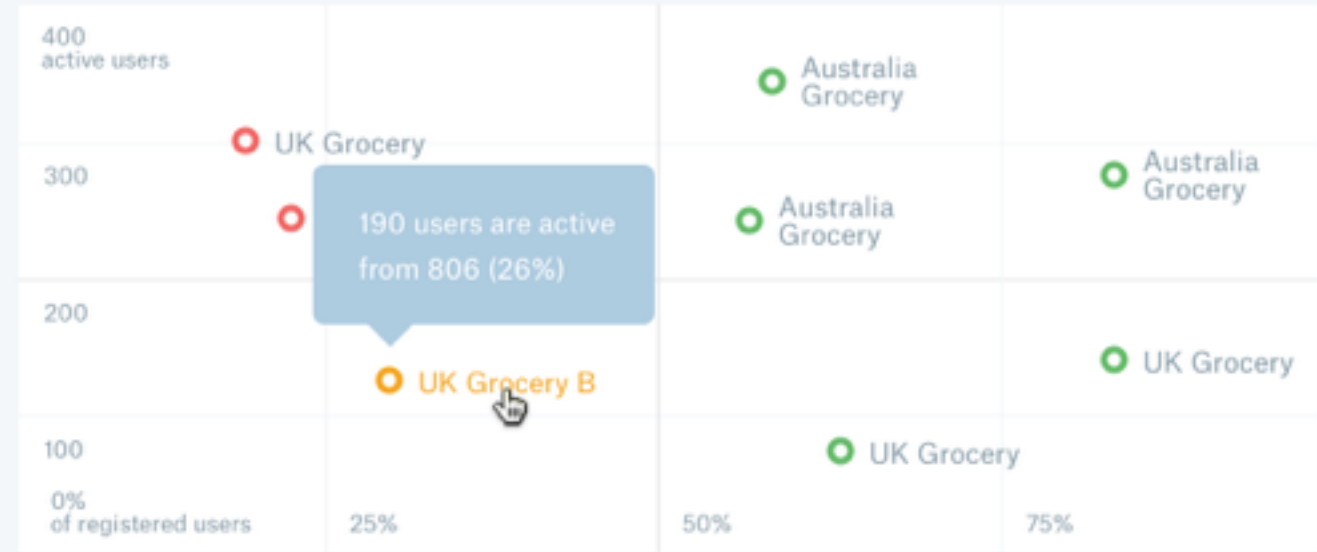 400
active users
Australia
Grocery
UK Grocery
Australia
Grocery
300
Australia
Grocery
190 users are active
from 806 (26%)
200
UK Grocery
UK Grocery B
100
UK Grocery
0%
of registered users
25%
50%
75%